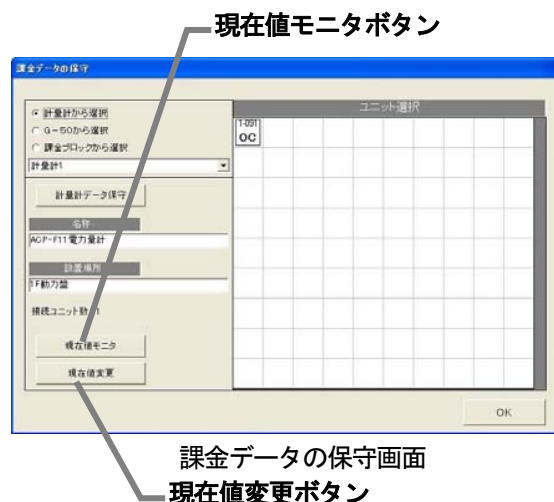 現在値モニタボタン
課金データの保守
計量計から選択
G-50から選択
課金ブロックから選択
計量計1
計量計データ保守
名称
ACP-F11電力量計
設置場所
1F動力盤
接続ユニット数 1
現在値モニタ
現在値変更
ユニット選択
1-091
OC
OK
課金データの保守画面
現在値変更ボタン